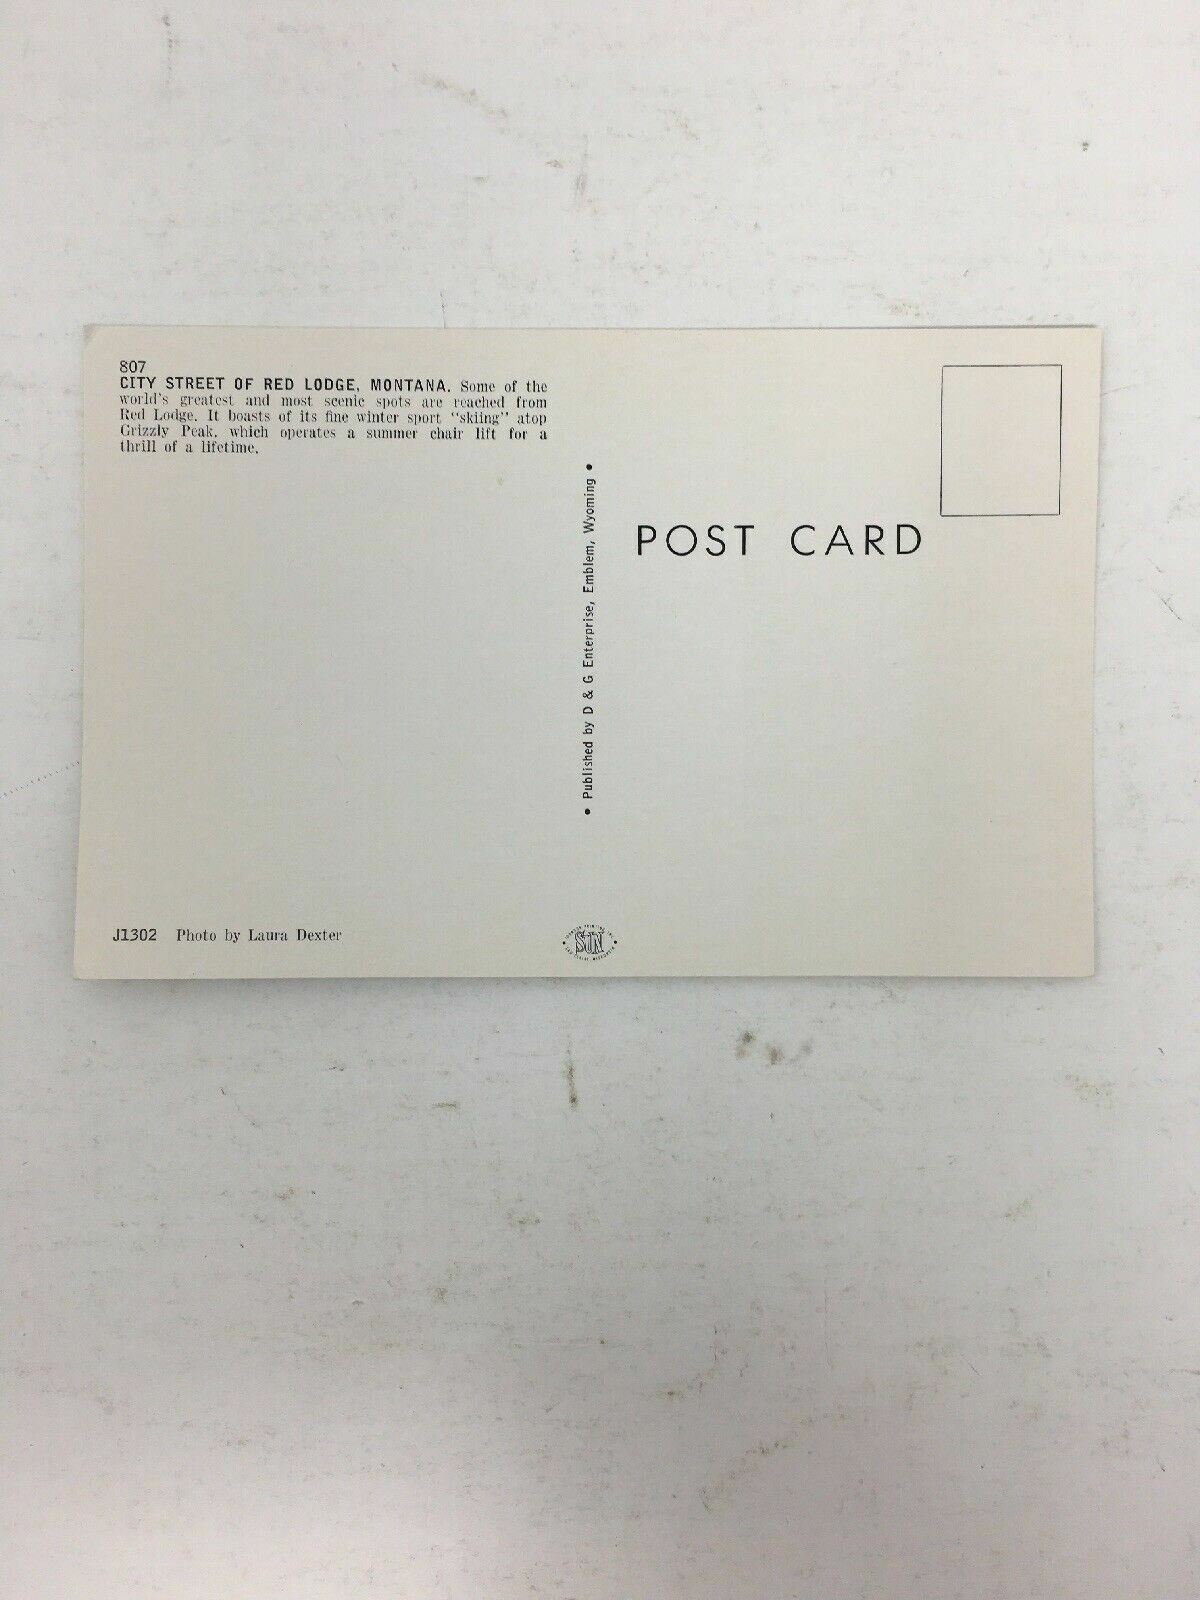 807
CITY STREET OF RED LODGE, MONTANA. Some of the
world's greatest and most scenic spots are reached from
Red Lodge. It boasts of its fine winter sport "skiing" atop
Grizzly Peak, which operates a summer chair lift for a
thrill of a lifetime.
• Published by D & G Enterprise, Emblem, Wyoming •
POST CARD
J1302 Photo by Laura Dexter
SUN